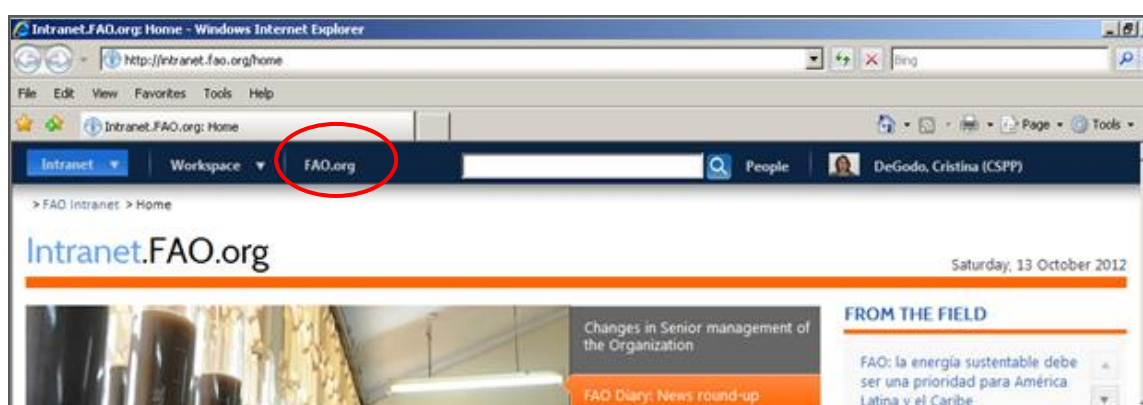 Intranet.FAO.org: Home - Windows Internet Explorer
http://intranet.fao.org/home
Bing
File Edit View Favorites Tools Help
Intranet.FAO.org: Home
Page Tools
Intranet Workspace FAO.org People DeGodo, Cristina (CSPP)
> FAO Intranet > Home
Intranet.FAO.org
Saturday, 13 October 2012
Changes in Senior management of
the Organization
FAO Diary: News round-up
FROM THE FIELD
FAO: la energía sustentable debe
ser una prioridad para América
Latina y el Caribe